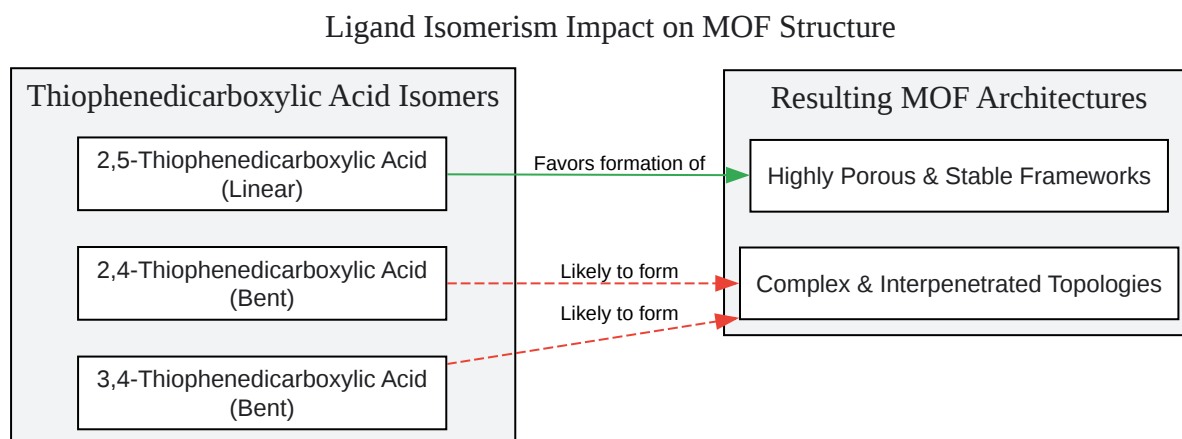 Ligand Isomerism Impact on MOF Structure
Thiophenedicarboxylic Acid Isomers
2,5-Thiophenedicarboxylic Acid
(Linear)
2,4-Thiophenedicarboxylic Acid
(Bent)
3,4-Thiophenedicarboxylic Acid
(Bent)
Favors formation of
Likely to form
Likely to form
Resulting MOF Architectures
Highly Porous & Stable Frameworks
Complex & Interpenetrated Topologies